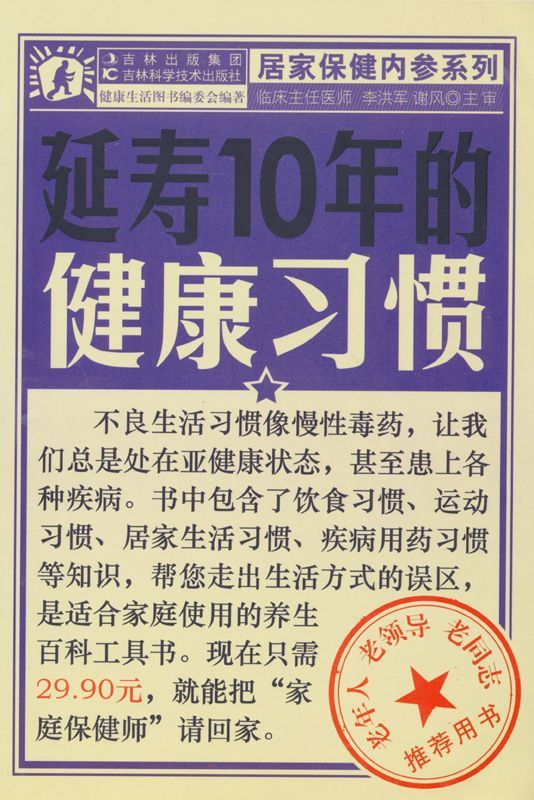 吉林出版集团
吉林科学技术出版社
健康生活图书编委会编著
居家保健内参系列
临床主任医师 李洪军 谢风◎主审
延寿10年的
健康习惯
不良生活习惯像慢性毒药，让我
们总是处在亚健康状态，甚至患上各
种疾病。书中包含了饮食习惯、运动
习惯、居家生活习惯、疾病用药习惯
等知识，帮您走出生活方式的误区，
是适合家庭使用的养生
百科工具书。现在只需
29.90元，就能把“家
庭保健师”请回家。
老年人 老领导 老同志
推荐用书